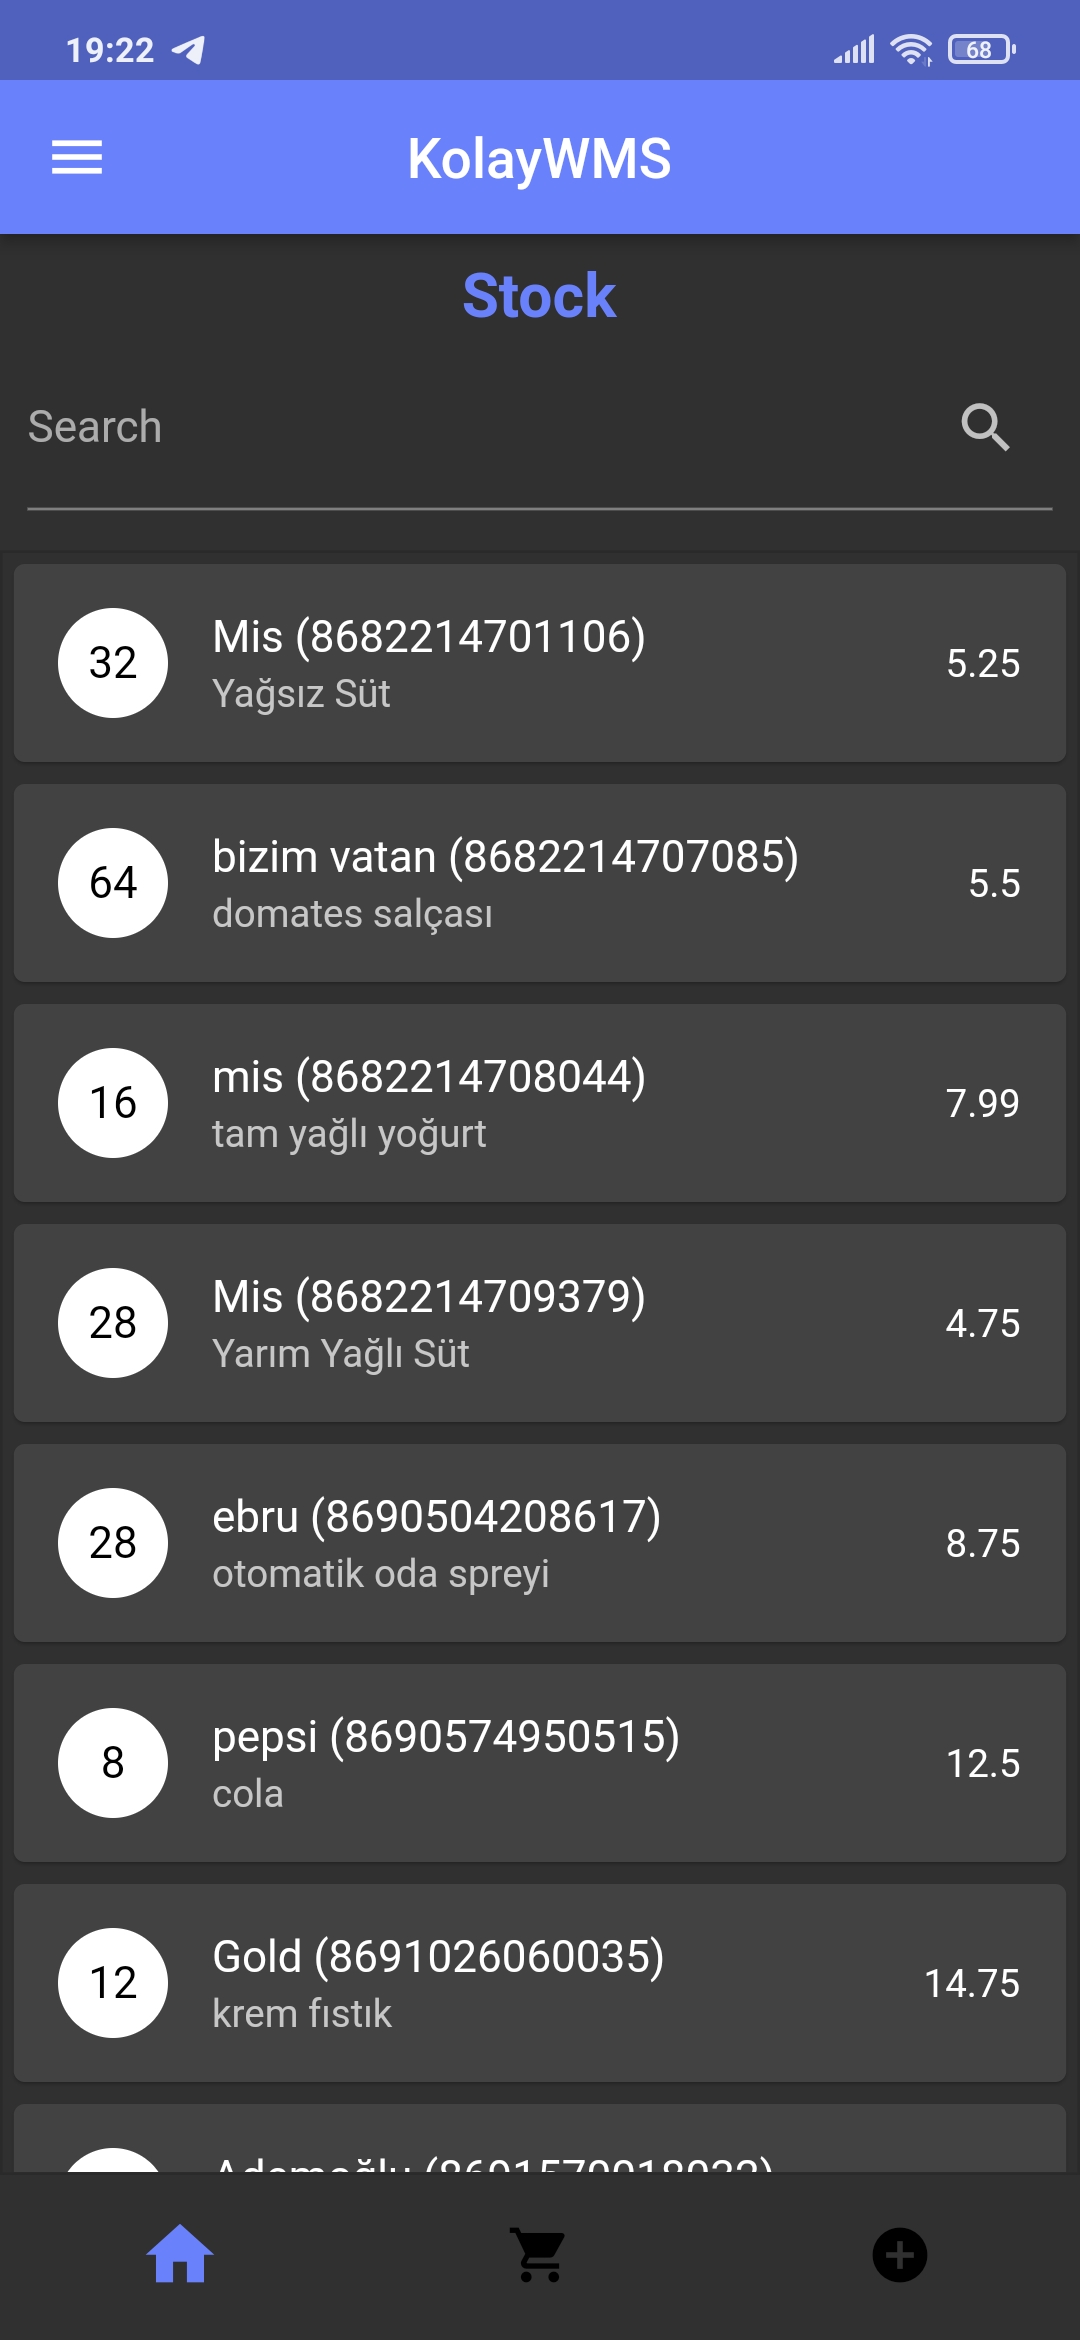 19:22
68
KolayWMS
Stock
Search
32
Mis (8682214701106)
Yağsız Süt
5.25
64
bizim vatan (8682214707085)
domates salçası
5.5
16
mis (8682214708044)
tam yağlı yoğurt
7.99
28
Mis (8682214709379)
Yarım Yağlı Süt
4.75
28
ebru (8690504208617)
otomatik oda spreyi
8.75
8
pepsi (8690574950515)
cola
12.5
12
Gold (8691026060035)
krem fıstık
14.75